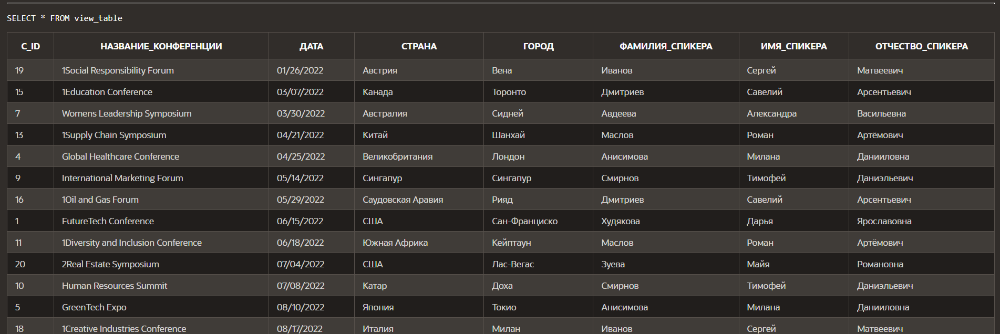 SELECT * FROM view_table
C_ID НАЗВАНИЕ_КОНФЕРЕНЦИИ ДАТА СТРАНА ГОРОД ФАМИЛИЯ_СПИКЕРА ИМЯ_СПИКЕРА ОТЧЕСТВО_СПИКЕРА
19 1Social Responsibility Forum 01/26/2022 Австрия Вена Иванов Сергей Матвеевич
15 1Education Conference 03/07/2022 Канада Торонто Дмитриев Савелий Арсентьевич
7 Womens Leadership Symposium 03/30/2022 Австралия Сидней Авдеева Александра Васильевна
13 1Supply Chain Symposium 04/21/2022 Китай Шанхай Маслов Роман Артёмович
4 Global Healthcare Conference 04/25/2022 Великобритания Лондон Анисимова Милана Данииловна
9 International Marketing Forum 05/14/2022 Сингапур Сингапур Смирнов Тимофей Даниэльевич
16 1Oil and Gas Forum 05/29/2022 Саудовская Аравия Рияд Дмитриев Савелий Арсентьевич
1 FutureTech Conference 06/15/2022 США Сан-Франциско Худякова Дарья Ярославовна
11 1Diversity and Inclusion Conference 06/18/2022 Южная Африка Кейптаун Маслов Роман Артёмович
20 2Real Estate Symposium 07/04/2022 США Лас-Вегас Зуева Майя Романовна
10 Human Resources Summit 07/08/2022 Катар Доха Смирнов Тимофей Даниэльевич
5 GreenTech Expo 08/10/2022 Япония Токио Анисимова Милана Данииловна
18 1Creative Industries Conference 08/17/2022 Италия Милан Иванов Сергей Матвеевич